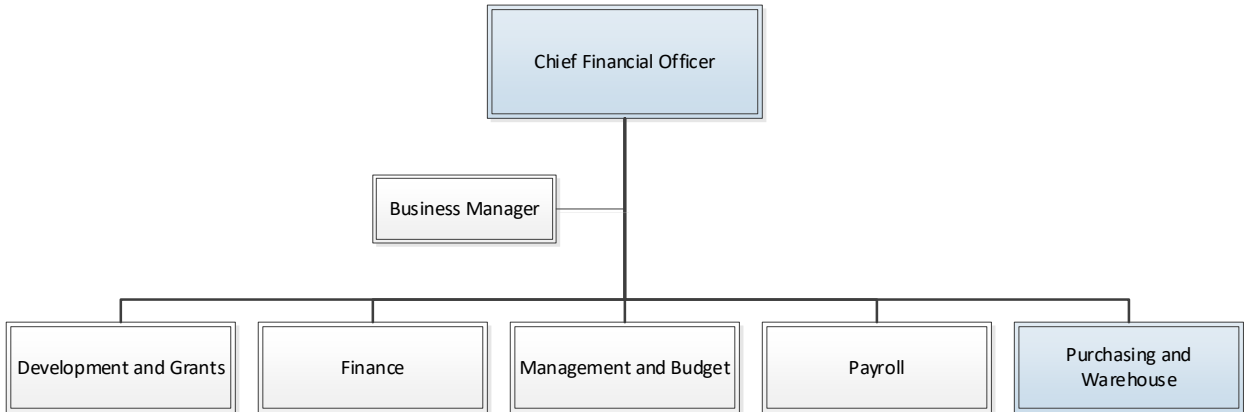 Chief Financial Officer
Business Manager
Development and Grants
Finance
Management and Budget
Payroll
Purchasing and
Warehouse